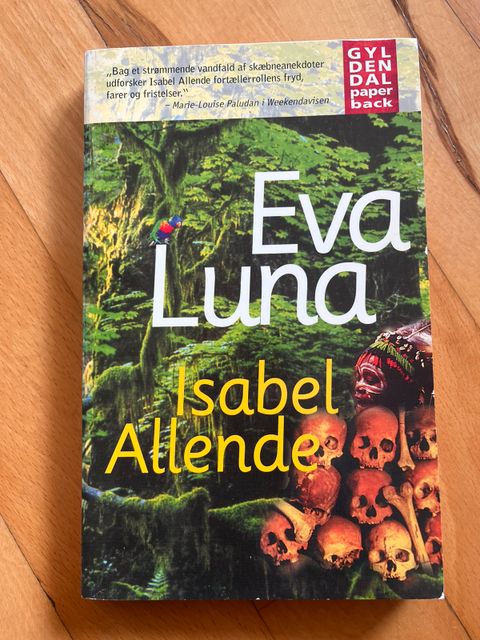 „Bag et strømmende vandfald af skæbneanekdoter
udforsker Isabel Allende fortællerrollens fryd,
farer og fristelser.“
– Marie-Louise Paludan i Weekendavisen
GYL
DEN
DAL
paper
back
Eva
Luna
Isabel
Allende